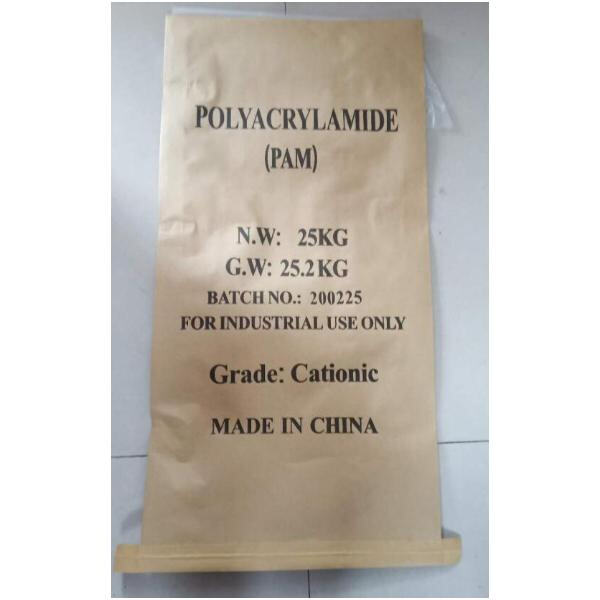 POLYACRYLAMIDE
(PAM)
N.W: 25KG
G.W: 25.2KG
BATCH NO.: 200225
FOR INDUSTRIAL USE ONLY
Grade: Cationic
MADE IN CHINA